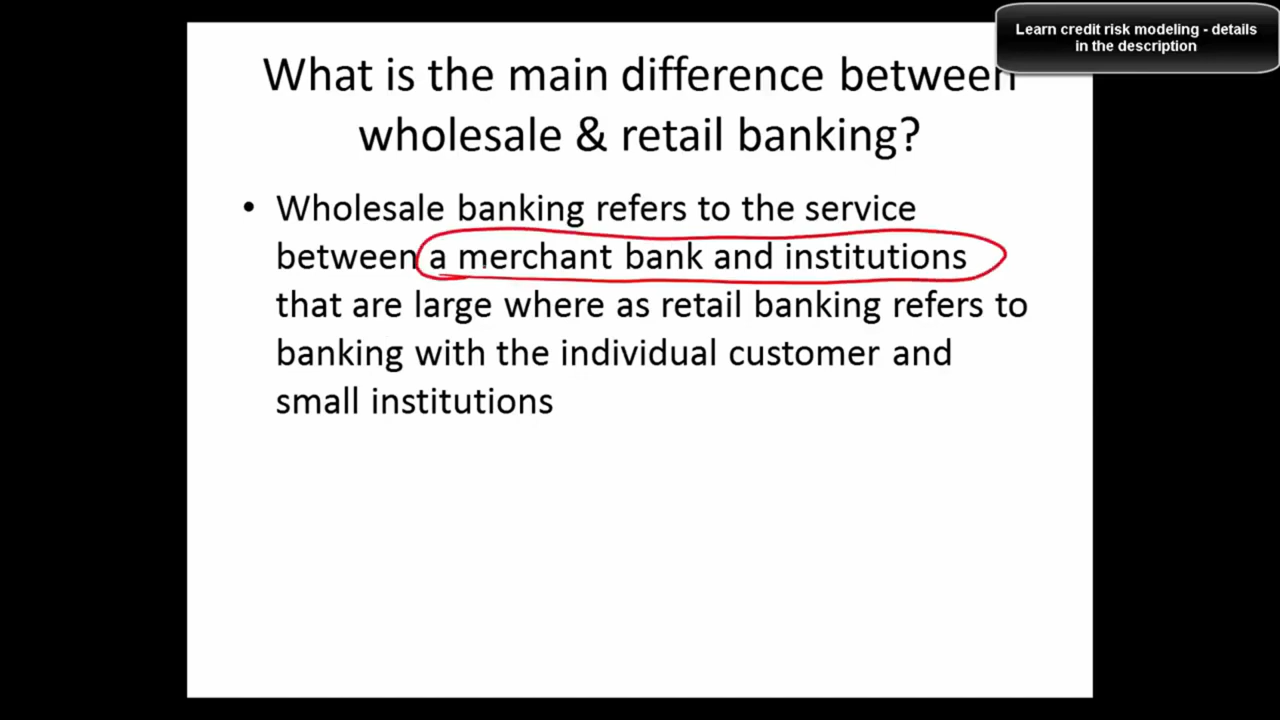 Learn credit risk modeling - details
in the description
What is the main difference between
wholesale & retail banking?
• Wholesale banking refers to the service
between a merchant bank and institutions
that are large where as retail banking refers to
banking with the individual customer and
small institutions